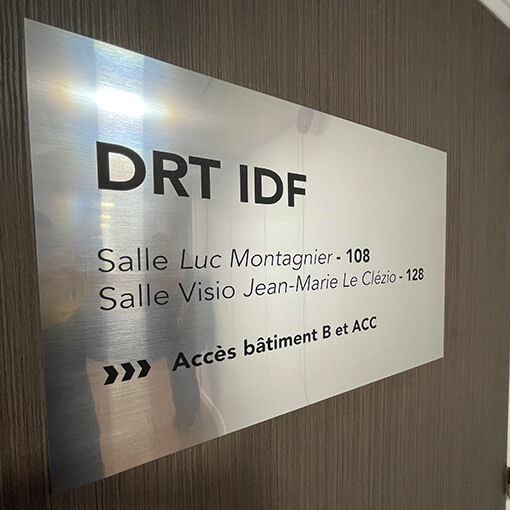 DRT IDF
Salle Luc Montagnier - 108
Salle Visio Jean-Marie Le Clézio - 128
Accès bâtiment B et ACC